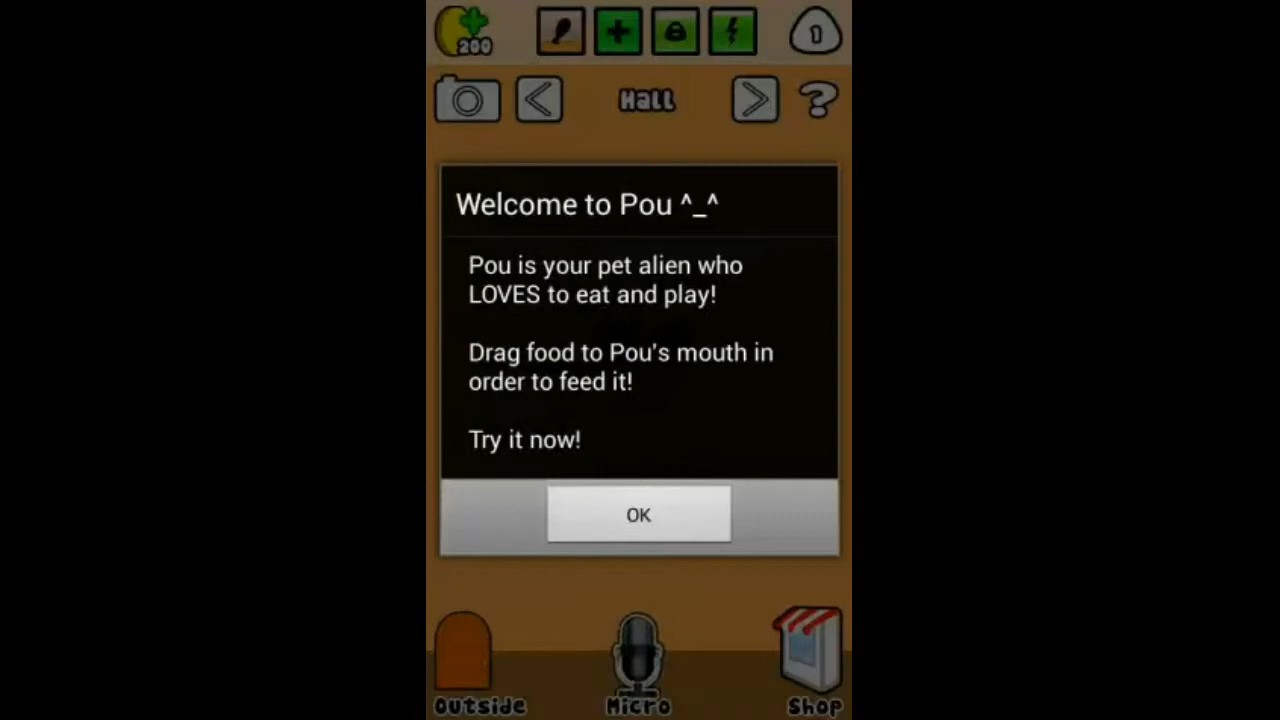 200
1
Hall
?
Welcome to Pou ^_^
Pou is your pet alien who
LOVES to eat and play!
Drag food to Pou's mouth in
order to feed it!
Try it now!
OK
Outside
Micro
Shop